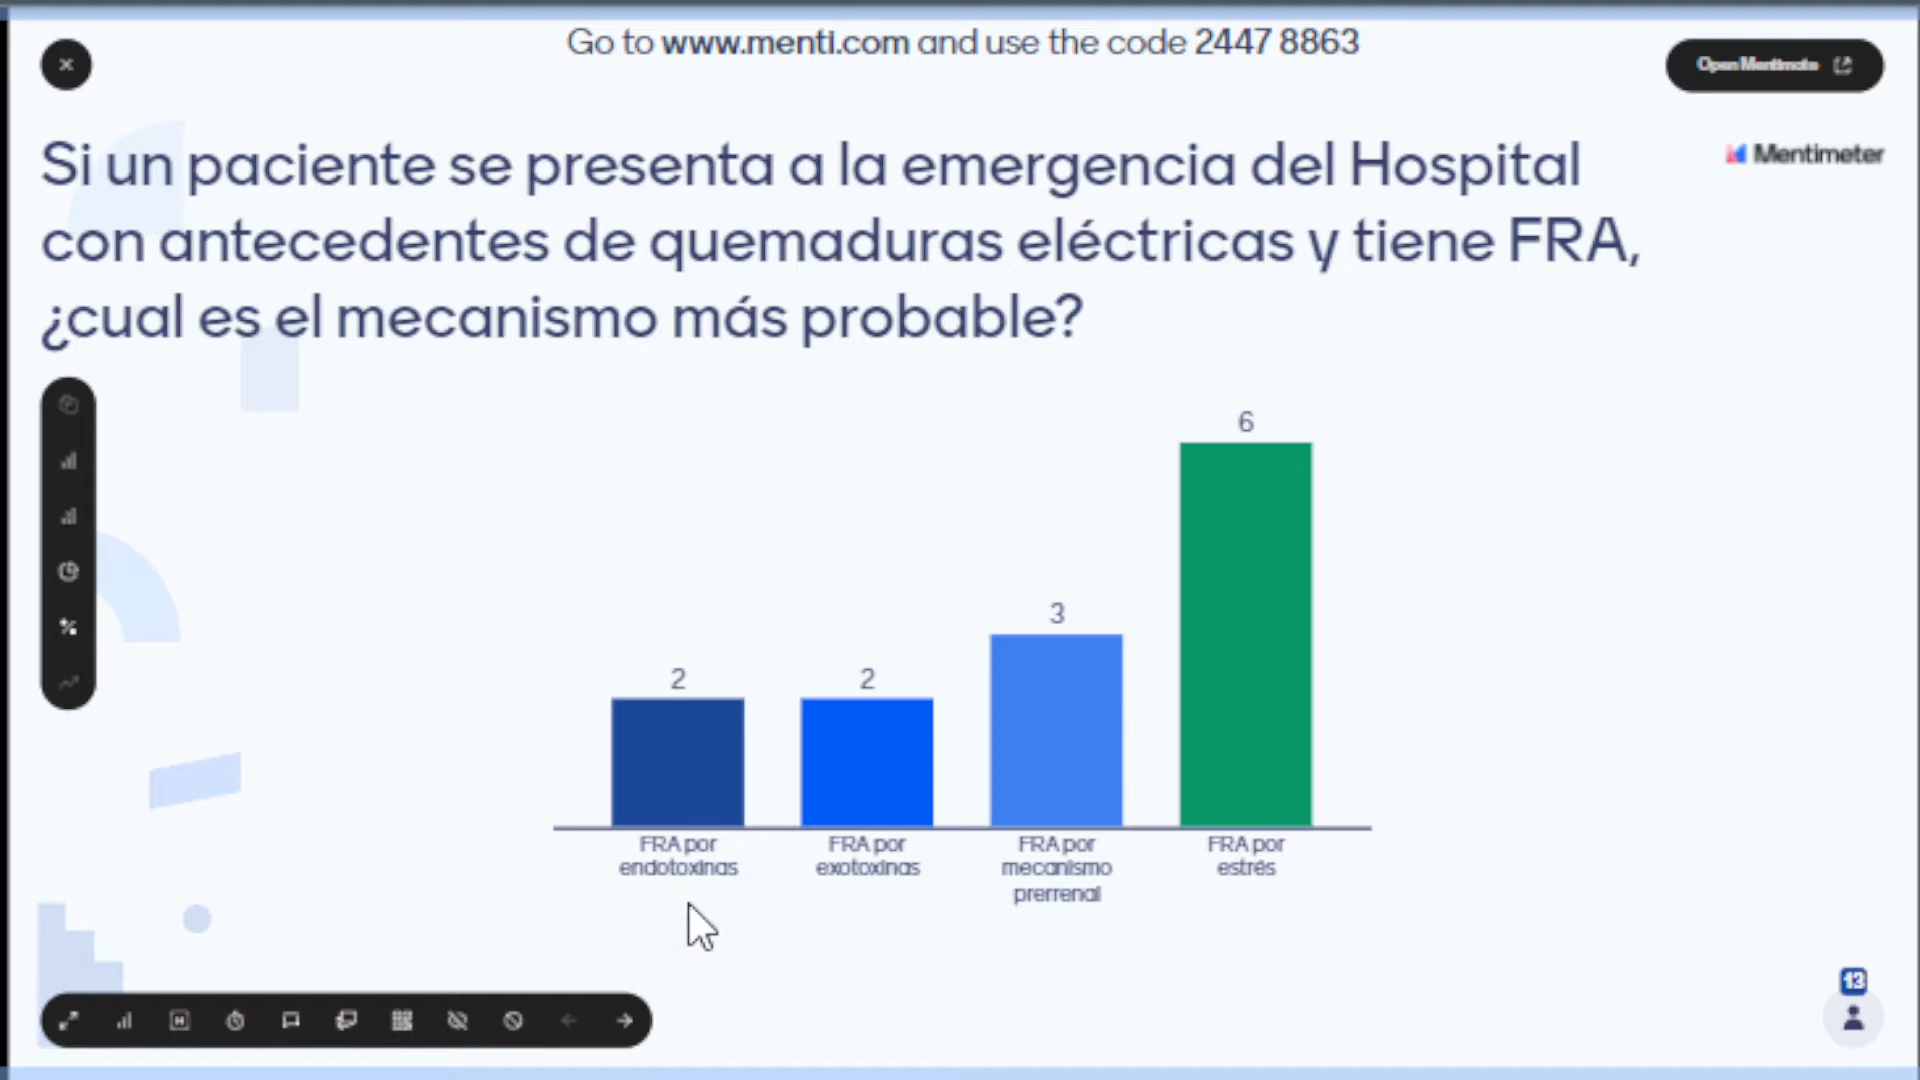 Go to www.menti.com and use the code 2447 8863
Open Mentimote
Mentimeter
Si un paciente se presenta a la emergencia del Hospital
con antecedentes de quemaduras eléctricas y tiene FRA,
¿cual es el mecanismo más probable?
6
3
2
2
FRA por
endotoxinas
FRA por
exotoxinas
FRA por
mecanismo
prerrenal
FRA por
estrés
13